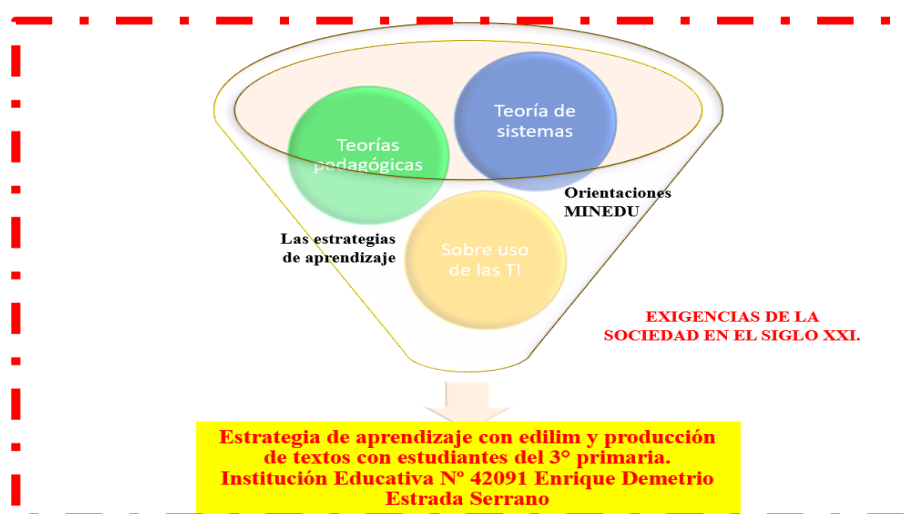 Teoría de
sistemas
Teorías
pedagógicas
Orientaciones
MINEDU
Las estrategias
de aprendizaje
Sobre uso
de las TI
EXIGENCIAS DE LA
SOCIEDAD EN EL SIGLO XXI.
Estrategia de aprendizaje con edilim y producción
de textos con estudiantes del 3° primaria.
Institución Educativa Nº 42091 Enrique Demetrio
Estrada Serrano